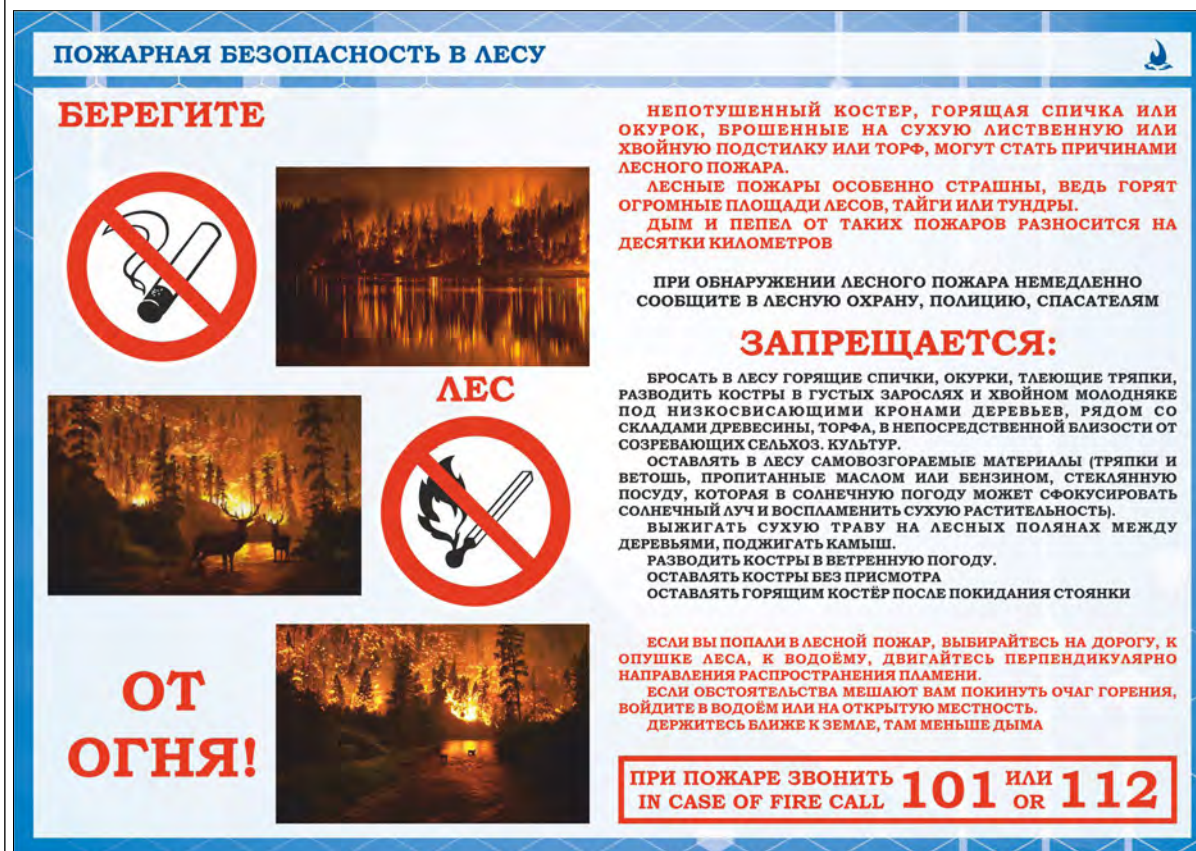 ПОЖАРНАЯ БЕЗОПАСНОСТЬ В ЛЕСУ
БЕРЕГИТЕ
ЛЕС
ОТ
ОГНЯ!
НЕПОТУШЕННЫЙ КОСТЕР, ГОРЯЩАЯ СПИЧКА ИЛИ
ОКУРОК, БРОШЕННЫЕ НА СУХУЮ ЛИСТВЕННУЮ ИЛИ
ХВОЙНУЮ ПОДСТИЛКУ ИЛИ ТОРФ, МОГУТ СТАТЬ ПРИЧИНАМИ
ЛЕСНОГО ПОЖАРА.
ЛЕСНЫЕ ПОЖАРЫ ОСОБЕННО СТРАШНЫ, ВЕДЬ ГОРЯТ
ОГРОМНЫЕ ПЛОЩАДИ ЛЕСОВ, ТАЙГИ ИЛИ ТУНДРЫ.
ДЫМ И ПЕПЕЛ ОТ ТАКИХ ПОЖАРОВ РАЗНОСИТСЯ НА
ДЕСЯТКИ КИЛОМЕТРОВ
ПРИ ОБНАРУЖЕНИИ ЛЕСНОГО ПОЖАРА НЕМЕДЛЕННО
СООБЩИТЕ В ЛЕСНУЮ ОХРАНУ, ПОЛИЦИЮ, СПАСАТЕЛЯМ
ЗАПРЕЩАЕТСЯ:
БРОСАТЬ В ЛЕСУ ГОРЯЩИЕ СПИЧКИ, ОКУРКИ, ТЛЕЮЩИЕ ТРЯПКИ,
РАЗВОДИТЬ КОСТРЫ В ГУСТЫХ ЗАРОСЛЯХ И ХВОЙНОМ МОЛОДНЯКЕ
ПОД НИЗКОСВИСАЮЩИМИ КРОНАМИ ДЕРЕВЬЕВ, РЯДОМ СО
СКЛАДАМИ ДРЕВЕСИНЫ, ТОРФА, В НЕПОСРЕДСТВЕННОЙ БЛИЗОСТИ ОТ
СОЗРЕВАЮЩИХ СЕЛЬХОЗ. КУЛЬТУР.
ОСТАВЛЯТЬ В ЛЕСУ САМОВОЗГОРАЕМЫЕ МАТЕРИАЛЫ (ТРЯПКИ И
ВЕТОШЬ, ПРОПИТАННЫЕ МАСЛОМ ИЛИ БЕНЗИНОМ, СТЕКЛЯННУЮ
ПОСУДУ, КОТОРАЯ В СОЛНЕЧНУЮ ПОГОДУ МОЖЕТ СФОКУСИРОВАТЬ
СОЛНЕЧНЫЙ ЛУЧ И ВОСПЛАМЕНИТЬ СУХУЮ РАСТИТЕЛЬНОСТЬ).
ВЫЖИГАТЬ СУХУЮ ТРАВУ НА ЛЕСНЫХ ПОЛЯНАХ МЕЖДУ
ДЕРЕВЬЯМИ, ПОДЖИГАТЬ КАМЫШ.
РАЗВОДИТЬ КОСТРЫ В ВЕТРЕННУЮ ПОГОДУ.
ОСТАВЛЯТЬ КОСТРЫ БЕЗ ПРИСМОТРА
ОСТАВЛЯТЬ ГОРЯЩИМ КОСТЁР ПОСЛЕ ПОКИДАНИЯ СТОЯНКИ
ЕСЛИ ВЫ ПОПАЛИ В ЛЕСНОЙ ПОЖАР, ВЫБИРАЙТЕСЬ НА ДОРОГУ, К
ОПУШКЕ ЛЕСА, К ВОДОЁМУ, ДВИГАЙТЕСЬ ПЕРПЕНДИКУЛЯРНО
НАПРАВЛЕНИЯ РАСПРОСТРАНЕНИЯ ПЛАМЕНИ.
ЕСЛИ ОБСТОЯТЕЛЬСТВА МЕШАЮТ ВАМ ПОКИНУТЬ ОЧАГ ГОРЕНИЯ,
ВОЙДИТЕ В ВОДОЁМ ИЛИ НА ОТКРЫТУЮ МЕСТНОСТЬ.
ДЕРЖИТЕСЬ БЛИЖЕ К ЗЕМЛЕ, ТАМ МЕНЬШЕ ДЫМА
ПРИ ПОЖАРЕ ЗВОНИТЬ 101 ИЛИ 112
IN CASE OF FIRE CALL OR